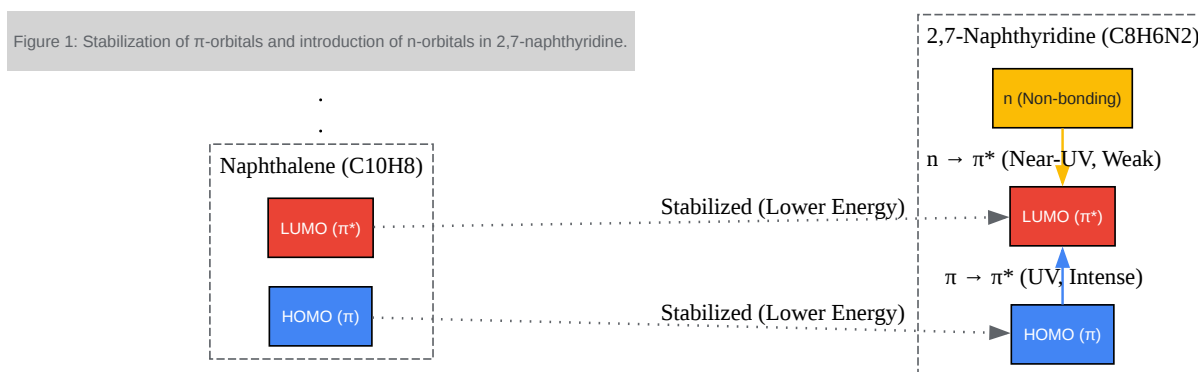 Figure 1: Stabilization of π-orbitals and introduction of n-orbitals in 2,7-naphthyridine.
2,7-Naphthyridine (C8H6N2)
n (Non-bonding)
n → π* (Near-UV, Weak)
Naphthalene (C10H8)
LUMO (π*)
Stabilized (Lower Energy)
LUMO (π*)
π → π* (UV, Intense)
HOMO (π)
Stabilized (Lower Energy)
HOMO (π)